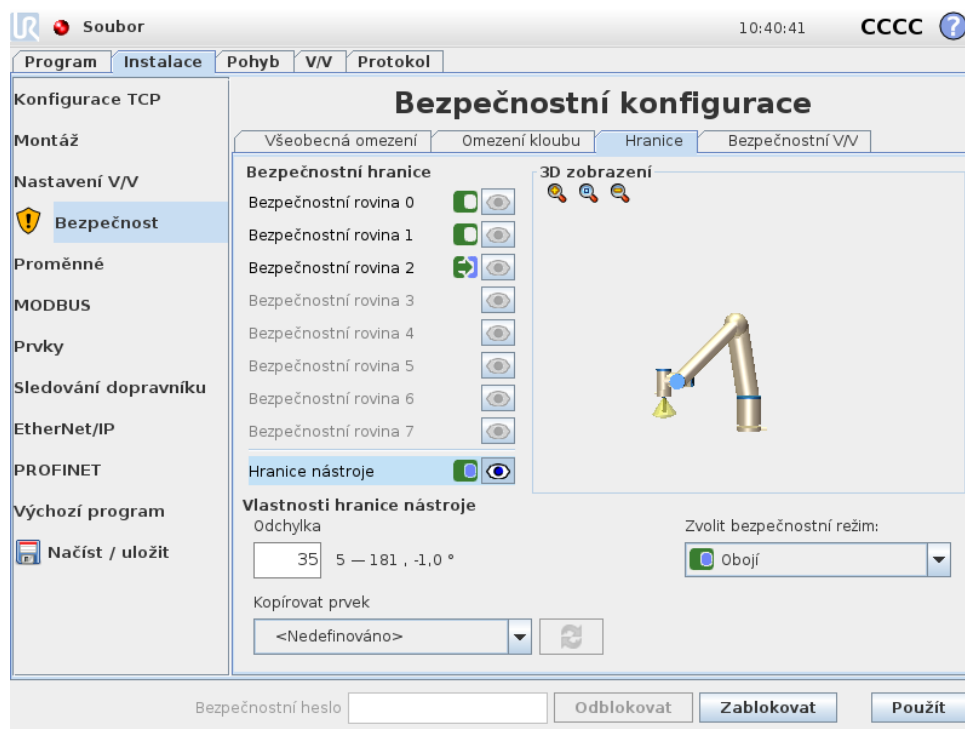 UR Soubor 10:40:41 CCCC ?
Program Instalace Pohyb V/V Protokol
Konfigurace TCP
Montáž
Nastavení V/V
Bezpečnost
Proměnné
MODBUS
Prvky
Sledování dopravníku
EtherNet/IP
PROFINET
Výchozí program
Načíst / uložit
Bezpečnostní konfigurace
Všeobecná omezení Omezení kloubu Hranice Bezpečnostní V/V
Bezpečnostní hranice
Bezpečnostní rovina 0
Bezpečnostní rovina 1
Bezpečnostní rovina 2
Bezpečnostní rovina 3
Bezpečnostní rovina 4
Bezpečnostní rovina 5
Bezpečnostní rovina 6
Bezpečnostní rovina 7
Hranice nástroje
3D zobrazení
Vlastnosti hranice nástroje
Odchylka
35 5 — 181 , -1,0 °
Zvolit bezpečnostní režim:
Obojí
Kopírovat prvek
<Nedefinováno>
Bezpečnostní heslo Odblokovat Zablokovat Použít